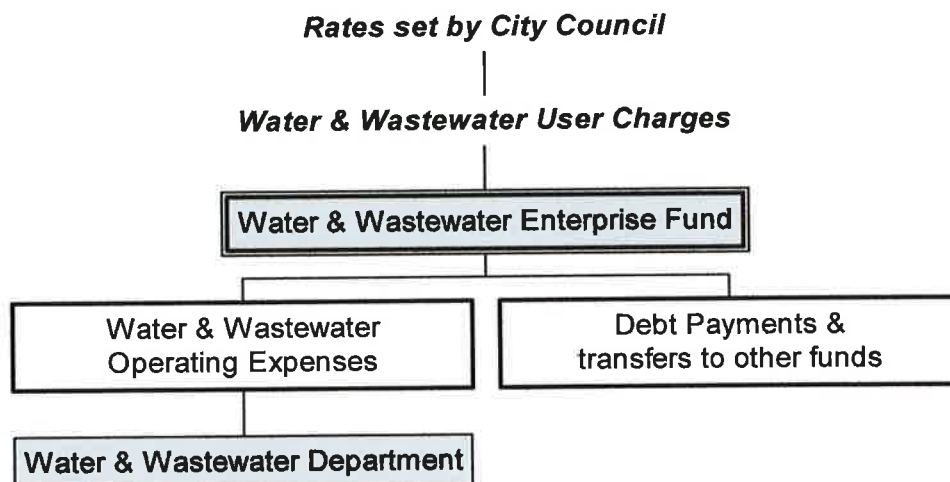 Rates set by City Council
Water & Wastewater User Charges
Water & Wastewater Enterprise Fund
Water & Wastewater
Operating Expenses
Debt Payments &
transfers to other funds
Water & Wastewater Department